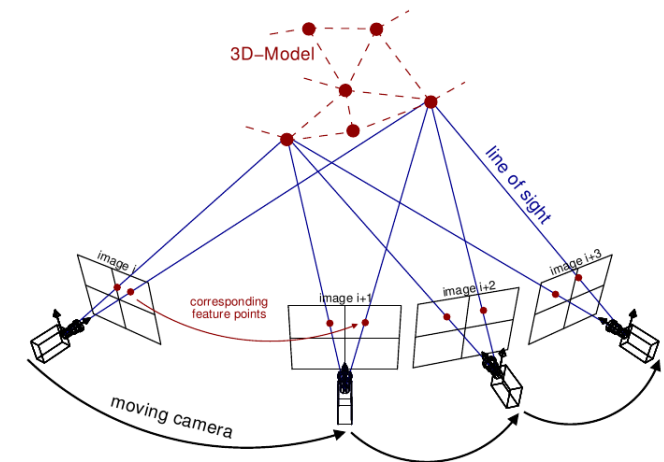 3D−Model
line of sight
image i
image i+1
image i+2
image i+3
corresponding
feature points
moving camera